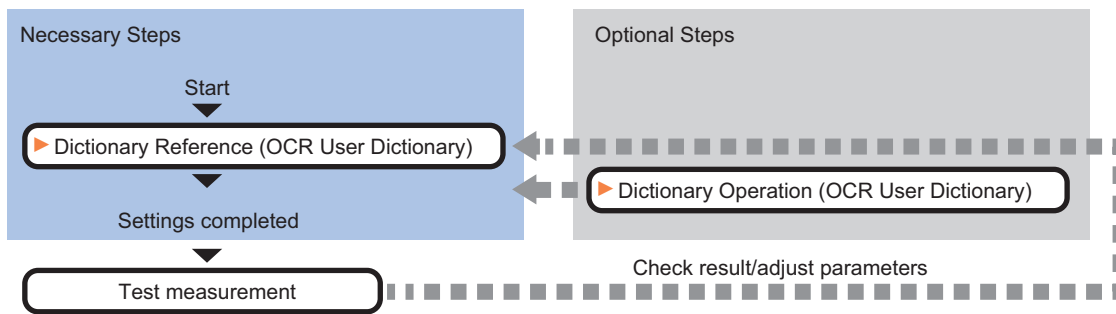 Necessary Steps
Optional Steps
Start
Dictionary Reference (OCR User Dictionary)
Dictionary Operation (OCR User Dictionary)
Settings completed
Check result/adjust parameters
Test measurement